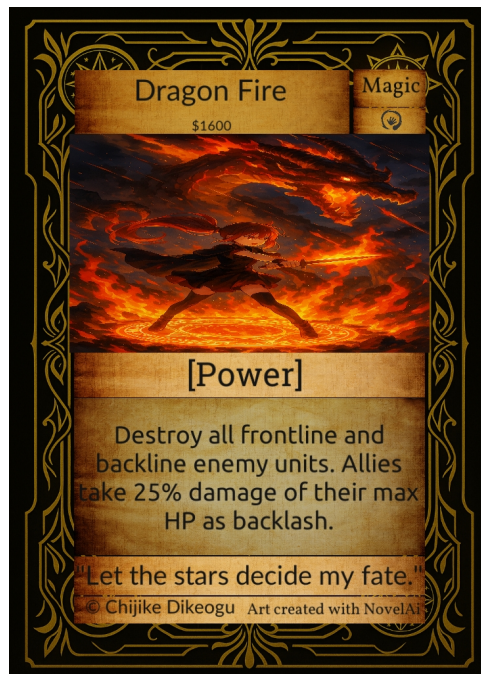 Dragon Fire
Magic
$1600
[Power]
Destroy all frontline and
backline enemy units. Allies
take 25% damage of their max
HP as backlash.
"Let the stars decide my fate."
© Chijike Dikeogu Art created with NovelAi